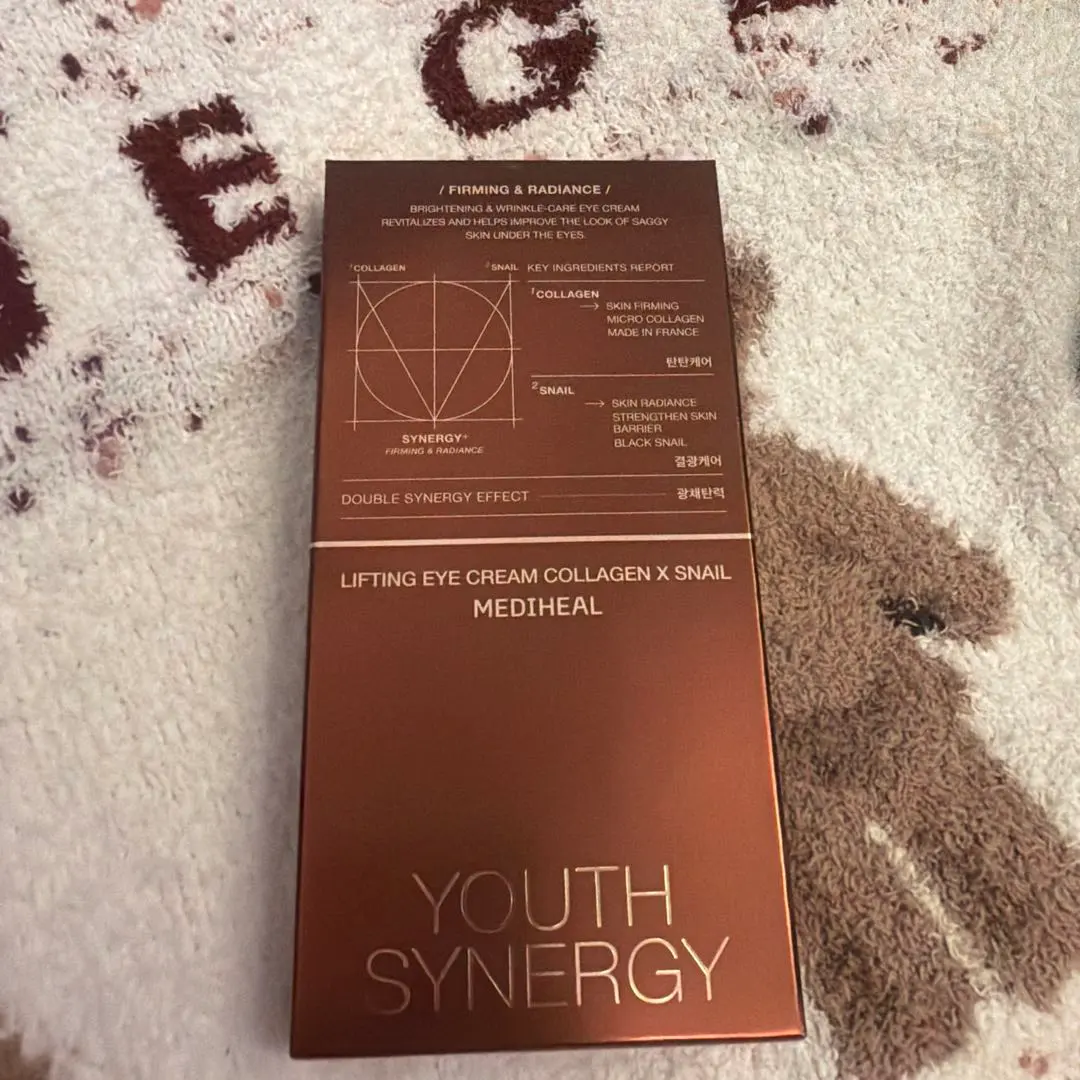 E G E
/ FIRMING & RADIANCE /
BRIGHTENING & WRINKLE-CARE EYE CREAM
REVITALIZES AND HELPS IMPROVE THE LOOK OF SAGGY
SKIN UNDER THE EYES.
1COLLAGEN
2SNAIL
SYNERGY+
FIRMING & RADIANCE
KEY INGREDIENTS REPORT
1COLLAGEN
→ SKIN FIRMING
MICRO COLLAGEN
MADE IN FRANCE
탄탄케어
2SNAIL
→ SKIN RADIANCE
STRENGTHEN SKIN
BARRIER
BLACK SNAIL
결광케어
DOUBLE SYNERGY EFFECT
광채탄력
LIFTING EYE CREAM COLLAGEN X SNAIL
MEDIHEAL
YOUTH
SYNERGY